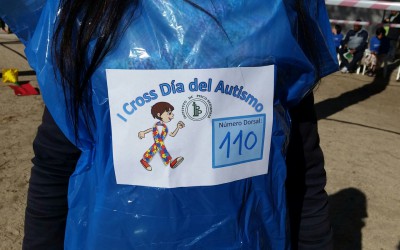 I Cross Día del Autismo
Número Dorsal
110